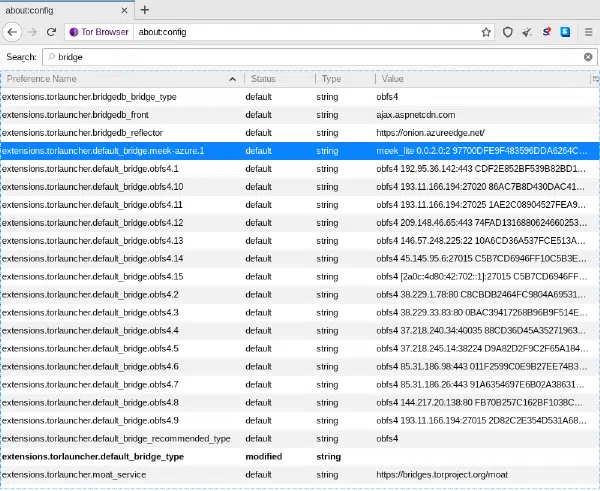 about:config
Tor Browser about:config
Search: bridge
Preference Name Status Type Value
extensions.torlauncher.bridgedb_bridge_type default string obfs4
extensions.torlauncher.bridgedb_front default string ajax.aspnetcdn.com
extensions.torlauncher.bridgedb_reflector default string https://onion.azureedge.net/
extensions.torlauncher.default_bridge.meek-azure.1 default string meek_lite 0.0.2.0:2 97700DFE9F483596DDA6264C...
extensions.torlauncher.default_bridge.obfs4.1 default string obfs4 192.95.36.142:443 CDF2E852BF539B82BD1...
extensions.torlauncher.default_bridge.obfs4.10 default string obfs4 193.11.166.194:27020 86AC7B8D430DAC41...
extensions.torlauncher.default_bridge.obfs4.11 default string obfs4 193.11.166.194:27025 1AE2C08904527FEA9...
extensions.torlauncher.default_bridge.obfs4.12 default string obfs4 209.148.46.65:443 74FAD1316880624660253...
extensions.torlauncher.default_bridge.obfs4.13 default string obfs4 146.57.248.225:22 10A6CD36A537FCE513A...
extensions.torlauncher.default_bridge.obfs4.14 default string obfs4 45.145.95.6:27015 C5B7CD6946FF10C5B3E...
extensions.torlauncher.default_bridge.obfs4.15 default string obfs4 [2a0c:4d80:42:702::1]:27015 C5B7CD6946FF...
extensions.torlauncher.default_bridge.obfs4.2 default string obfs4 38.229.1.78:80 C8CBDB2464FC9804A69531...
extensions.torlauncher.default_bridge.obfs4.3 default string obfs4 38.229.33.83:80 0BAC39417268B96B9F514E...
extensions.torlauncher.default_bridge.obfs4.4 default string obfs4 37.218.240.34:40035 88CD36D45A35271963...
extensions.torlauncher.default_bridge.obfs4.5 default string obfs4 37.218.245.14:38224 D9A82D2F9C2F65A184...
extensions.torlauncher.default_bridge.obfs4.6 default string obfs4 85.31.186.98:443 011F2599C0E9B27EE74B3...
extensions.torlauncher.default_bridge.obfs4.7 default string obfs4 85.31.186.26:443 91A6354697E6B02A38631...
extensions.torlauncher.default_bridge.obfs4.8 default string obfs4 144.217.20.138:80 FB70B257C162BF1038C...
extensions.torlauncher.default_bridge.obfs4.9 default string obfs4 193.11.166.194:27015 2D82C2E354D531A68...
extensions.torlauncher.default_bridge_recommended_type default string obfs4
extensions.torlauncher.default_bridge_type modified string
extensions.torlauncher.moat_service default string https://bridges.torproject.org/moat